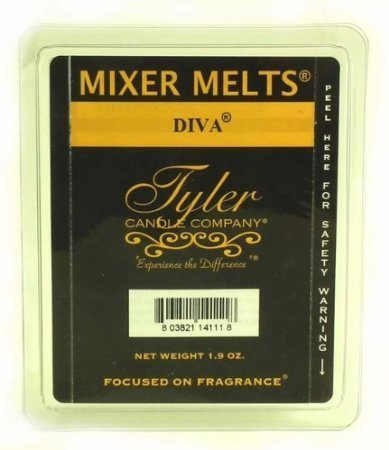 MIXER MELTS®
DIVA®
Tyler
CANDLE COMPANY®
"Experience the Difference"®
8 03821 14111 8
NET WEIGHT 1.9 OZ.
FOCUSED ON FRAGRANCE®
PEEL HERE FOR SAFETY WARNING →